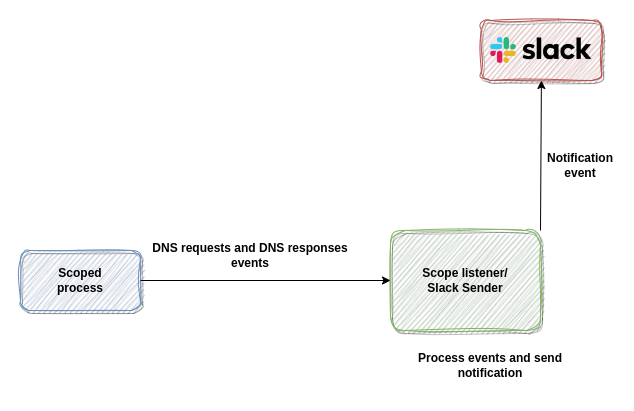 slack
Notification
event
DNS requests and DNS responses
events
Scoped
process
Scope listener/
Slack Sender
Process events and send
notification